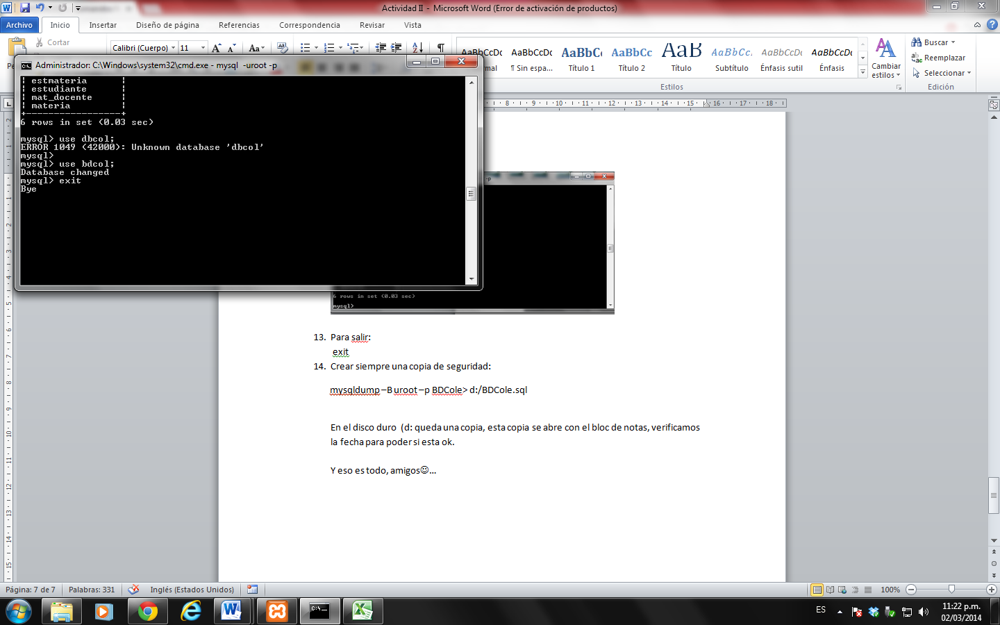 Actividad II - Microsoft Word (Error de activación de productos)
Archivo Inicio Insertar Diseño de página Referencias Correspondencia Revisar Vista
Cortar
Calibri (Cuerpo) 11
AaBbCcDc AaBbCcDc AaBbC AaBbCc AaB AaBbCc. AaBbCcDc AaBbCcDc
¶ Sin espa... Título 1 Título 2 Título Subtítulo Énfasis sutil Énfasis
Cambiar estilos
Estilos
Buscar
Reemplazar
Seleccionar
Edición
Administrador: C:\Windows\system32\cmd.exe - mysql -uroot -p
| estmateria |
| estudiante |
| mat_docente |
| materia |
+------------------+
6 rows in set (0.03 sec)
mysql> use dbcol;
ERROR 1049 (42000): Unknown database 'dbcol'
mysql>
mysql> use bdcol;
Database changed
mysql> exit
Bye
-p
6 rows in set (0.03 sec)
mysql>
13. Para salir:
exit
14. Crear siempre una copia de seguridad:
mysqldump –B uroot –p BDCole> d:/BDCole.sql
En el disco duro (d: queda una copia, esta copia se abre con el bloc de notas, verificamos
la fecha para poder si esta ok.
Y eso es todo, amigos☺...
Página: 7 de 7 Palabras: 331 Inglés (Estados Unidos) 100%
ES 11:22 p.m.
02/03/2014